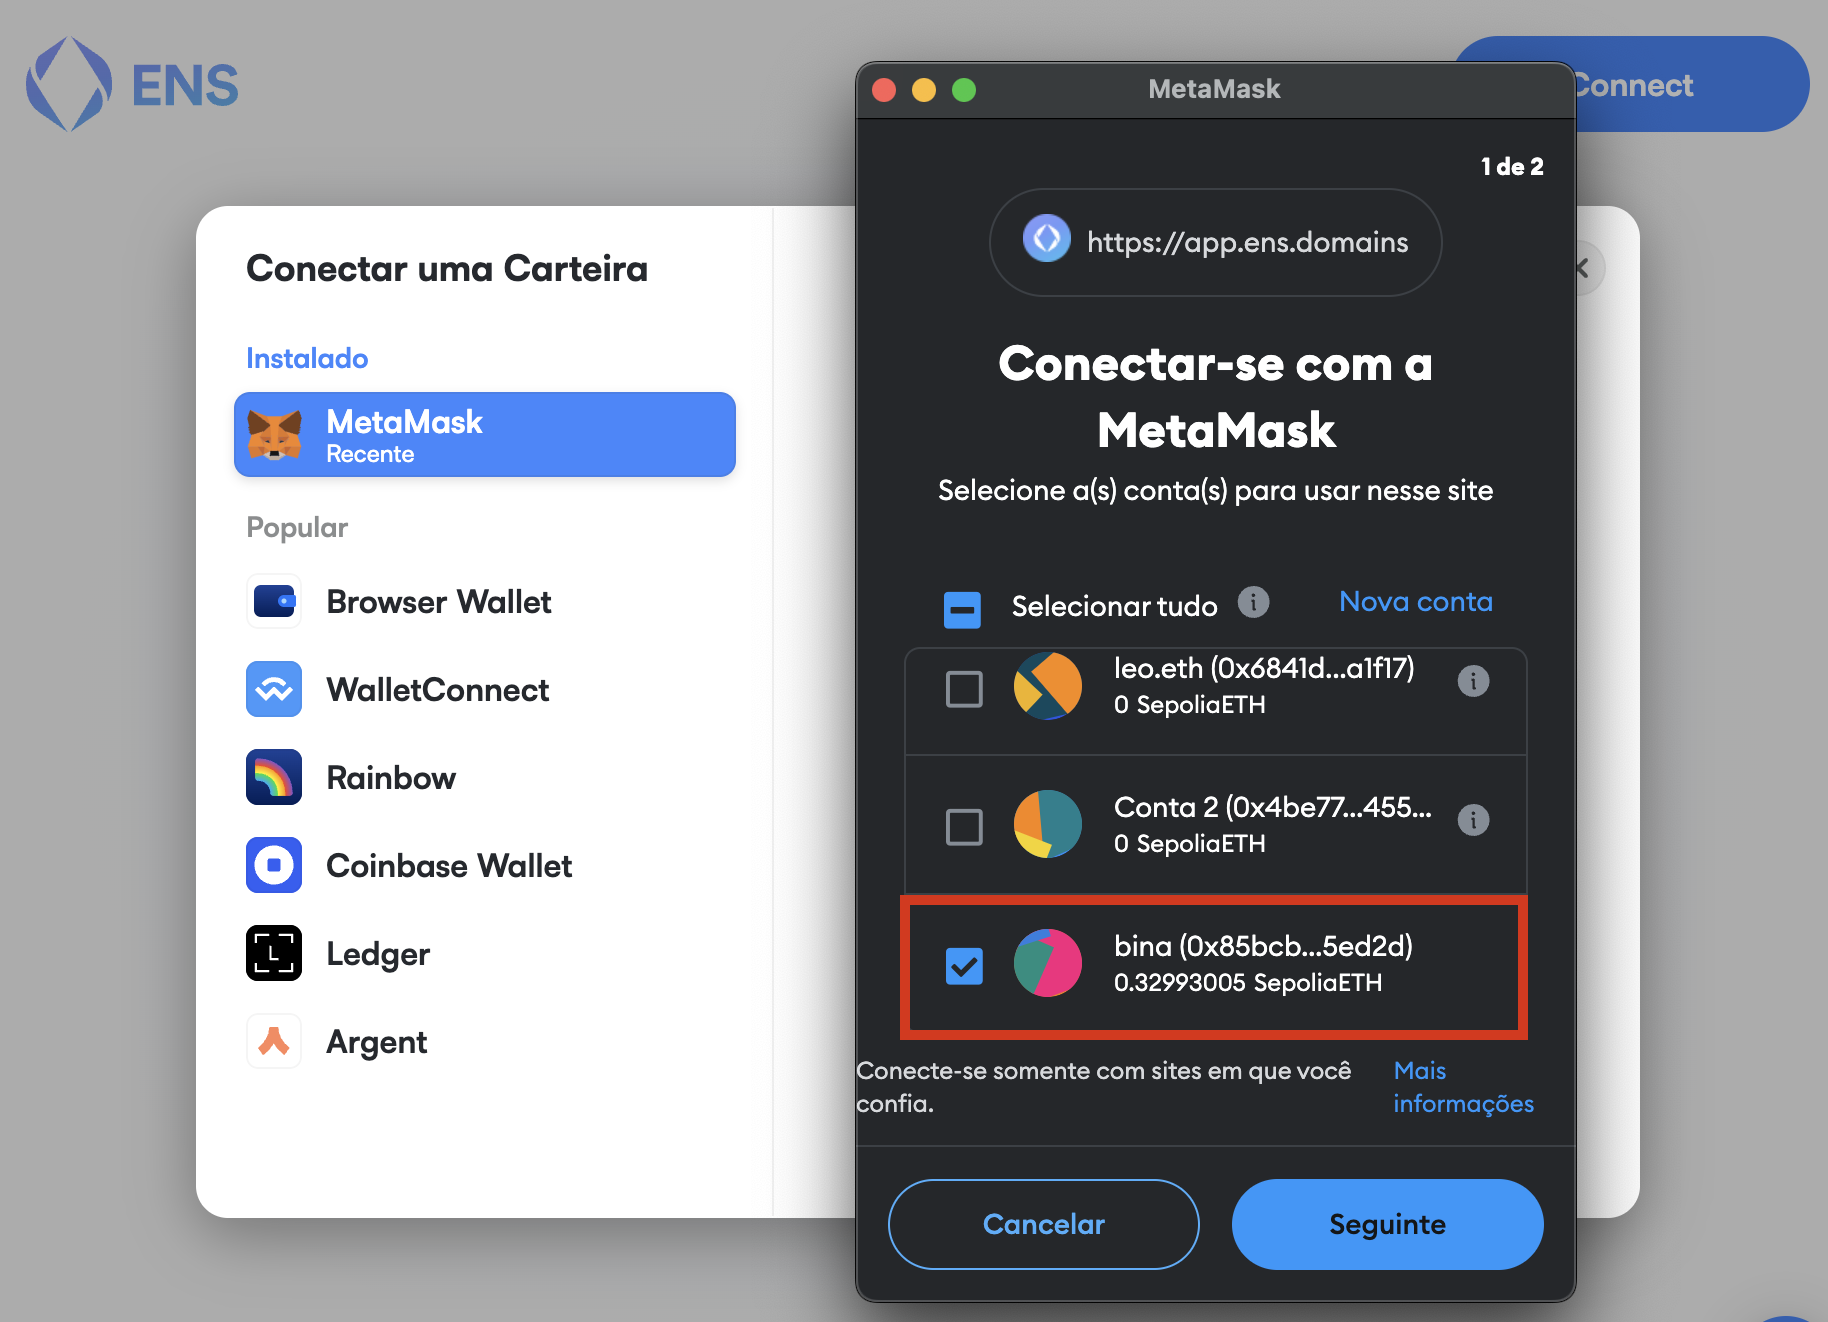 ENS
Connect
Conectar uma Carteira
Instalado
MetaMask
Recente
Popular
Browser Wallet
WalletConnect
Rainbow
Coinbase Wallet
L
Ledger
Argent
MetaMask
1 de 2
https://app.ens.domains
Conectar-se com a
MetaMask
Selecione a(s) conta(s) para usar nesse site
Selecionar tudo
Nova conta
leo.eth (0x6841d...a1f17)
0 SepoliaETH
Conta 2 (0x4be77...455...
0 SepoliaETH
bina (0x85bcb...5ed2d)
0.32993005 SepoliaETH
Conecte-se somente com sites em que você
confia.
Mais
informações
Cancelar
Seguinte